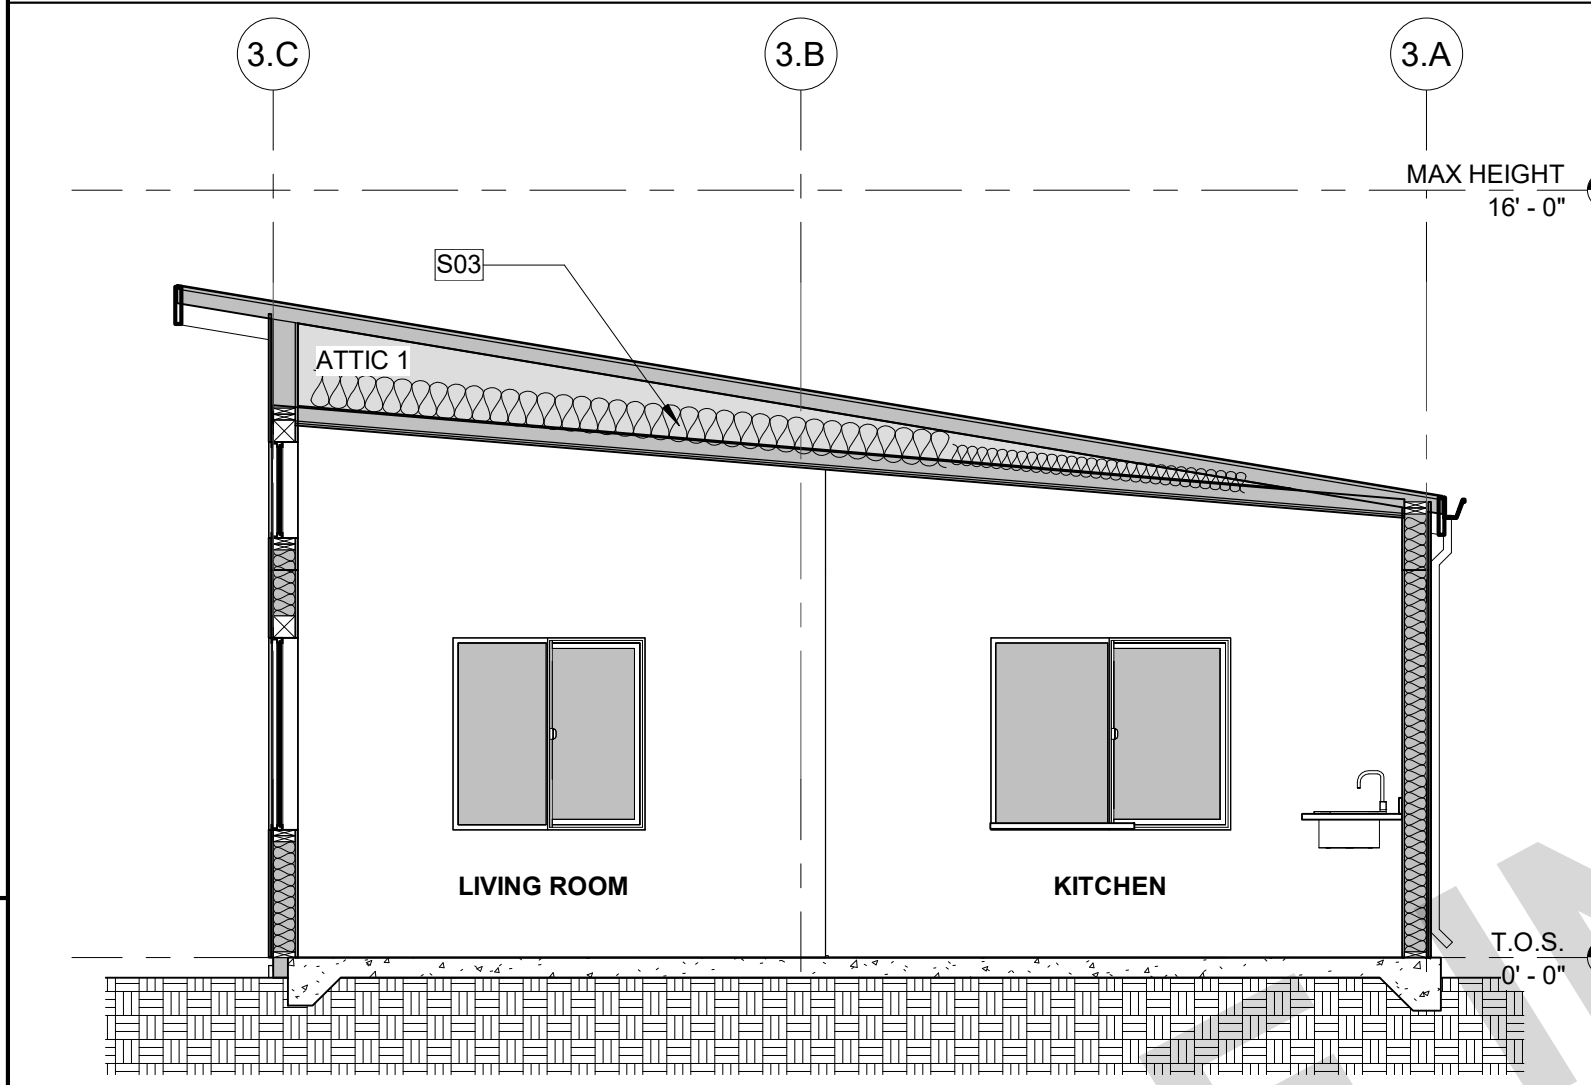 3.C
3.B
3.A
MAX HEIGHT
16' - 0"
S03
ATTIC 1
LIVING ROOM
KITCHEN
T.O.S.
0' - 0"